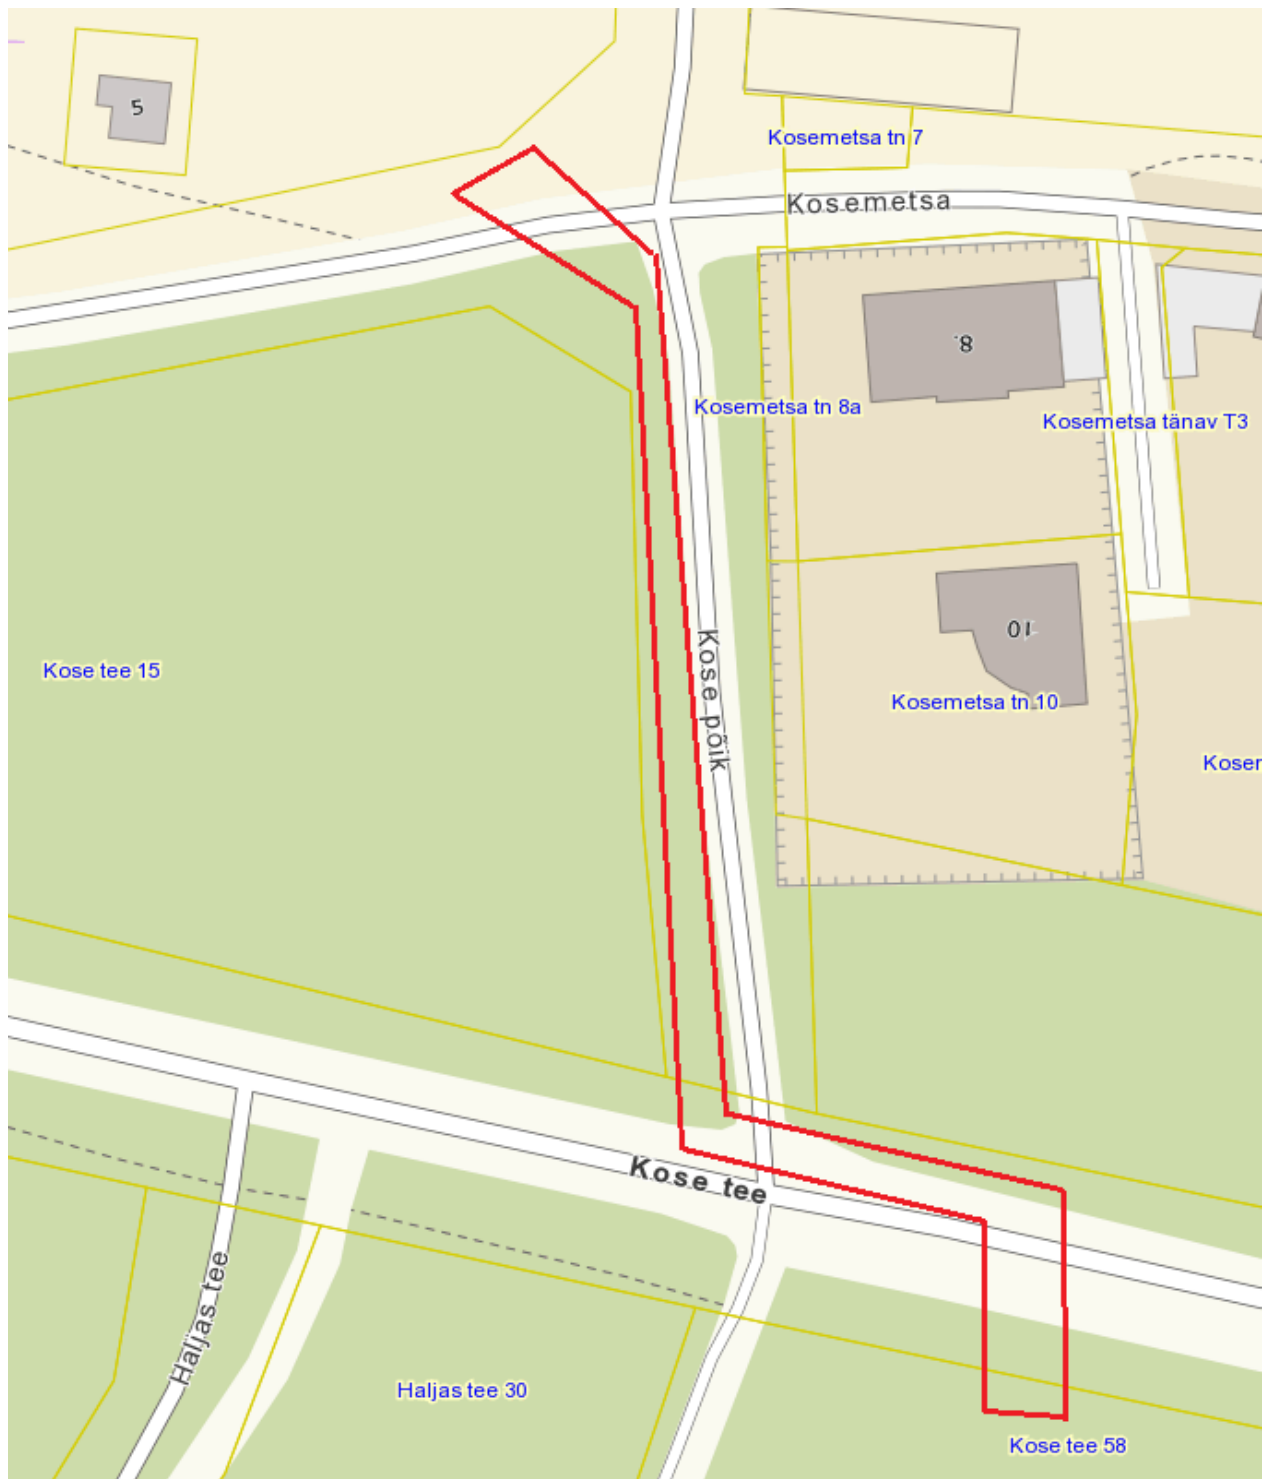 5
Kosemetsa tn 7
Kosemetsa
8
Kosemetsa tn 8a
Kosemetsa tänav T3
10
Kose põik
Kose tee 15
Kosemetsa tn 10
Kose tee
Haljas tee
Haljas tee 30
Kose tee 58